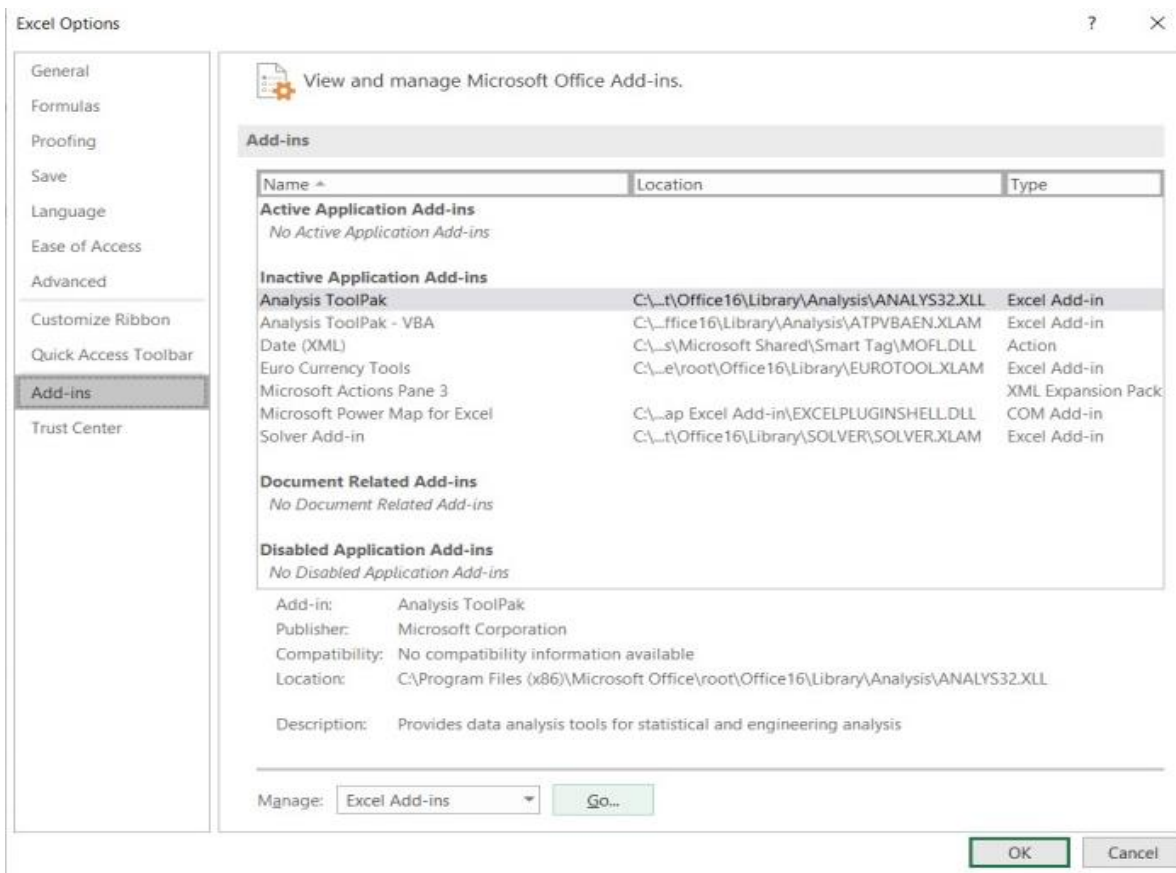 Excel Options
?
General
Formulas
Proofing
Save
Language
Ease of Access
Advanced
Customize Ribbon
Quick Access Toolbar
Add-ins
Trust Center
View and manage Microsoft Office Add-ins.
Add-ins
Name Location Type
Active Application Add-ins
No Active Application Add-ins
Inactive Application Add-ins
Analysis ToolPak C:\...t\Office16\Library\Analysis\ANALYS32.XLL Excel Add-in
Analysis ToolPak - VBA C:\...ffice16\Library\Analysis\ATPVBAEN.XLAM Excel Add-in
Date (XML) C:\...s\Microsoft Shared\Smart Tag\MOFL.DLL Action
Euro Currency Tools C:\...e\root\Office16\Library\EUROTOOL.XLAM Excel Add-in
Microsoft Actions Pane 3 XML Expansion Pack
Microsoft Power Map for Excel C:\...ap Excel Add-in\EXCELPLUGINSHELL.DLL COM Add-in
Solver Add-in C:\...t\Office16\Library\SOLVER\SOLVER.XLAM Excel Add-in
Document Related Add-ins
No Document Related Add-ins
Disabled Application Add-ins
No Disabled Application Add-ins
Add-in: Analysis ToolPak
Publisher: Microsoft Corporation
Compatibility: No compatibility information available
Location: C:\Program Files (x86)\Microsoft Office\root\Office16\Library\Analysis\ANALYS32.XLL
Description: Provides data analysis tools for statistical and engineering analysis
Manage: Excel Add-ins Go...
OK Cancel